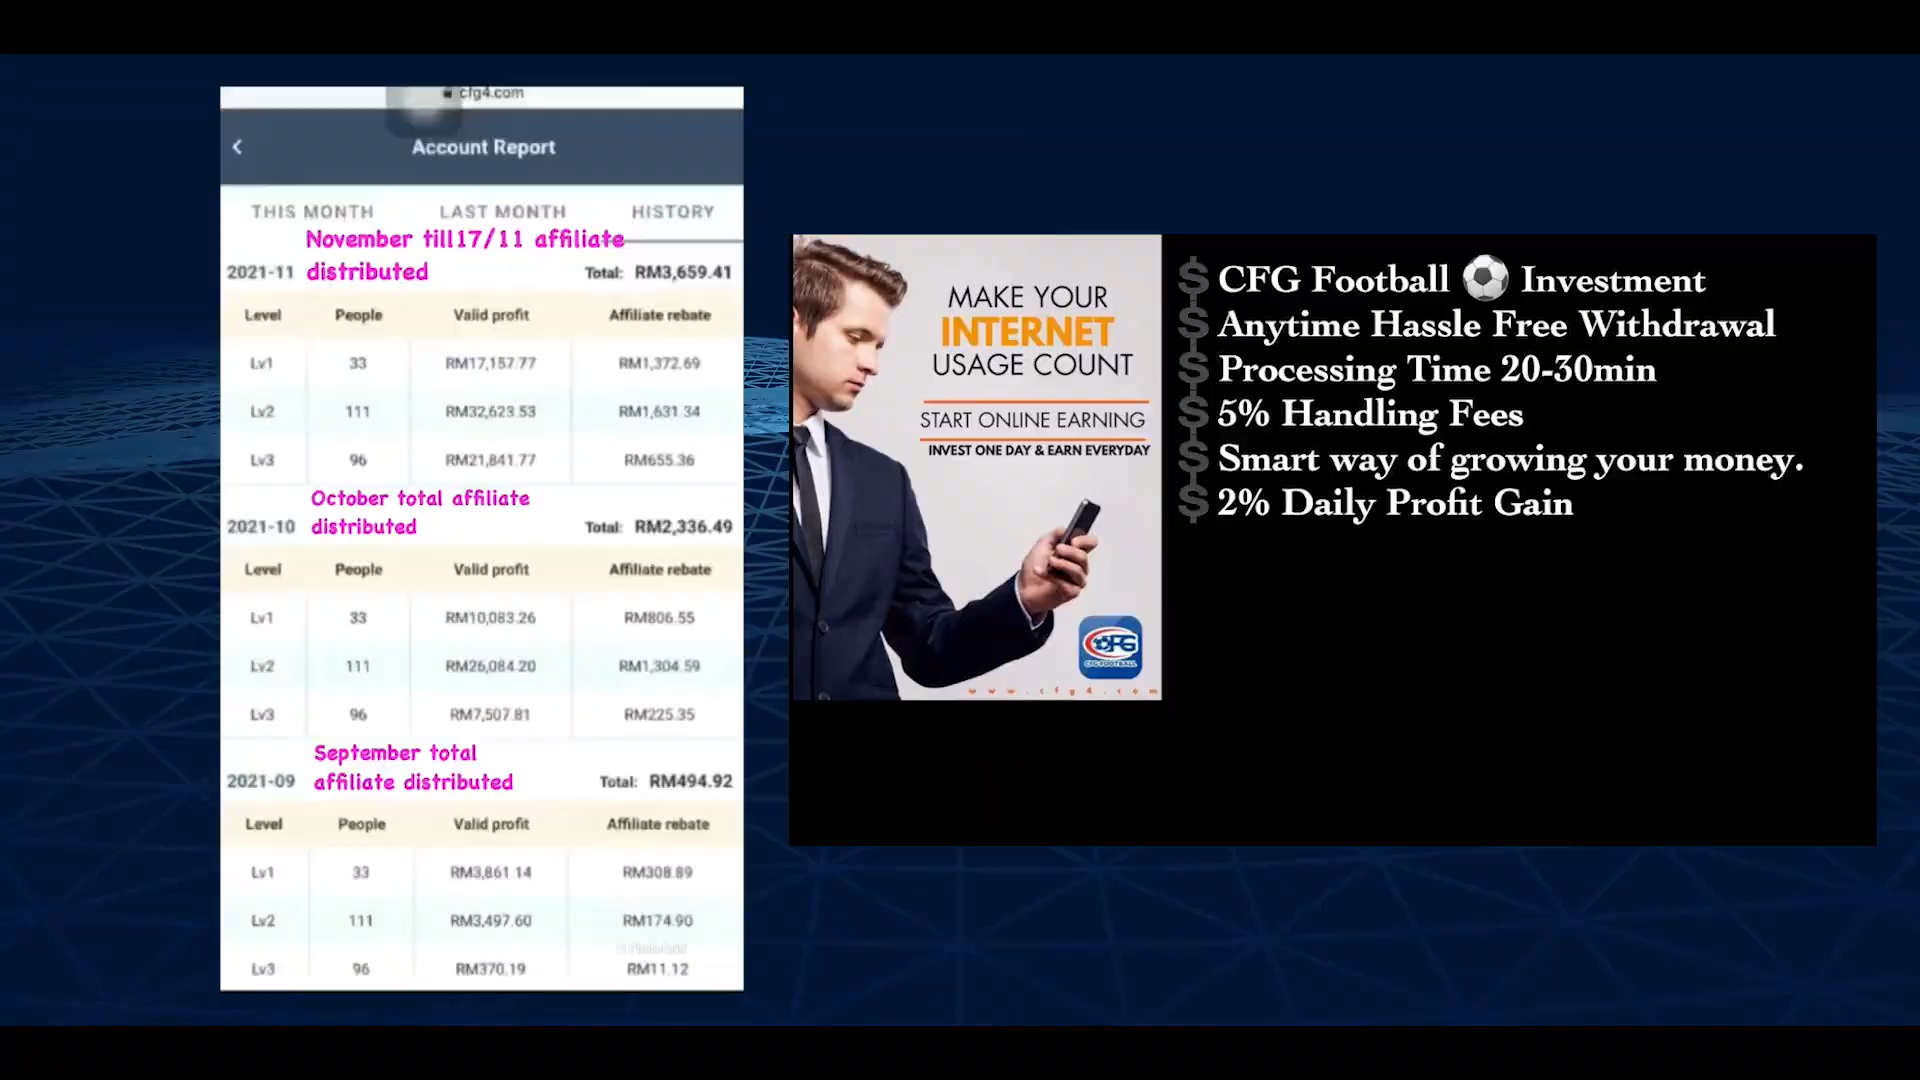 cfg4.com
Account Report
THIS MONTH LAST MONTH HISTORY
November till17/11 affiliate
2021-11 distributed Total: RM3,659.41
Level People Valid profit Affiliate rebate
Lv1 33 RM17,157.77 RM1,372.69
Lv2 111 RM32,623.53 RM1,631.34
Lv3 96 RM21,841.77 RM655.36
October total affiliate
2021-10 distributed Total: RM2,336.49
Level People Valid profit Affiliate rebate
Lv1 33 RM10,083.26 RM806.55
Lv2 111 RM26,084.20 RM1,304.59
Lv3 96 RM7,507.81 RM225.35
September total
2021-09 affiliate distributed Total: RM494.92
Level People Valid profit Affiliate rebate
Lv1 33 RM3,861.14 RM308.89
Lv2 111 RM3,497.60 RM174.90
Lv3 96 RM370.19 RM11.12
MAKE YOUR
INTERNET
USAGE COUNT
START ONLINE EARNING
INVEST ONE DAY & EARN EVERYDAY
CFG
CFG FOOTBALL
www.cfg4.com
$ CFG Football ⚽ Investment
$ Anytime Hassle Free Withdrawal
$ Processing Time 20-30min
$ 5% Handling Fees
$ Smart way of growing your money.
$ 2% Daily Profit Gain